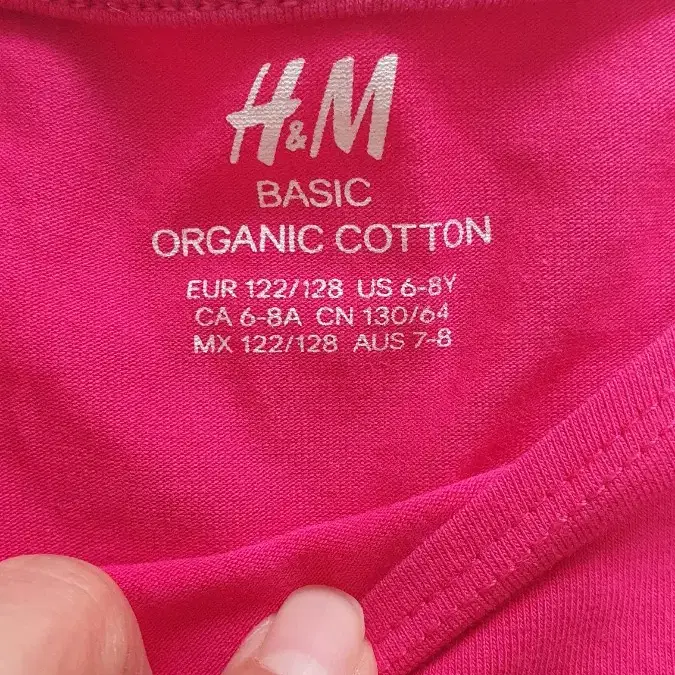 H&M
BASIC
ORGANIC COTTON
EUR 122/128 US 6-8Y
CA 6-8A CN 130/64
MX 122/128 AUS 7-8